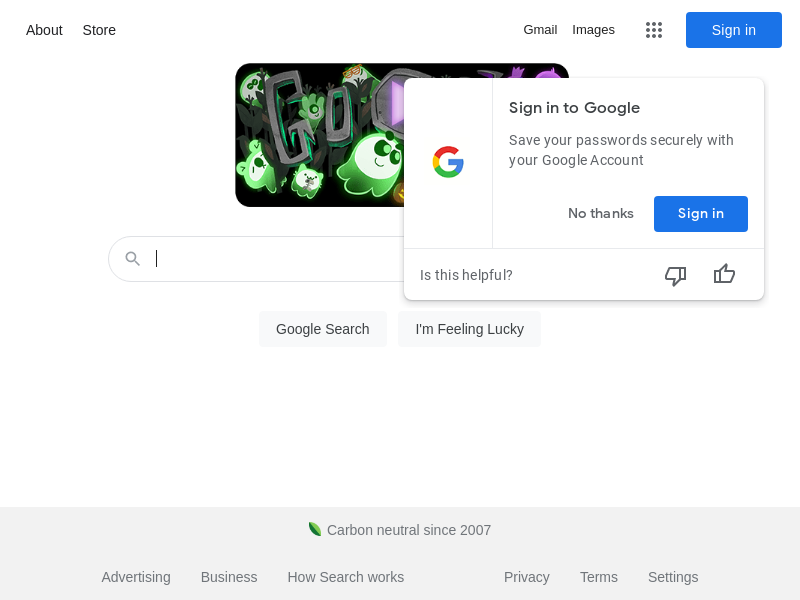 About Store Gmail Images Sign in
Sign in to Google
Save your passwords securely with
your Google Account
No thanks Sign in
Is this helpful?
Google Search I'm Feeling Lucky
Carbon neutral since 2007
Advertising Business How Search works Privacy Terms Settings